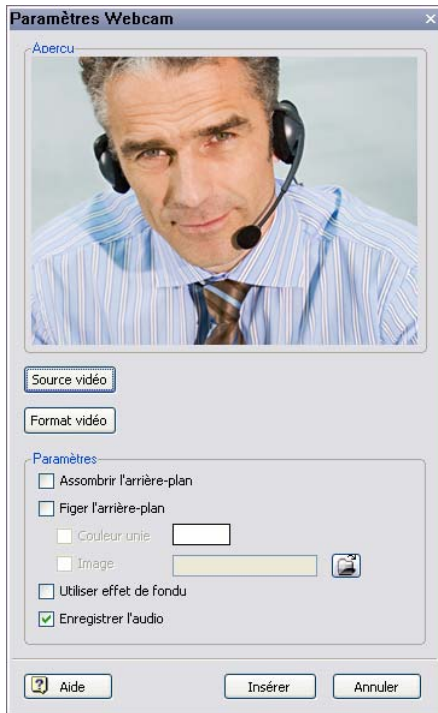 Paramètres Webcam
Aperçu
Source vidéo
Format vidéo
Paramètres
Assombrir l'arrière-plan
Figer l'arrière-plan
Couleur unie
Image
Utiliser effet de fondu
Enregistrer l'audio
Aide
Insérer
Annuler